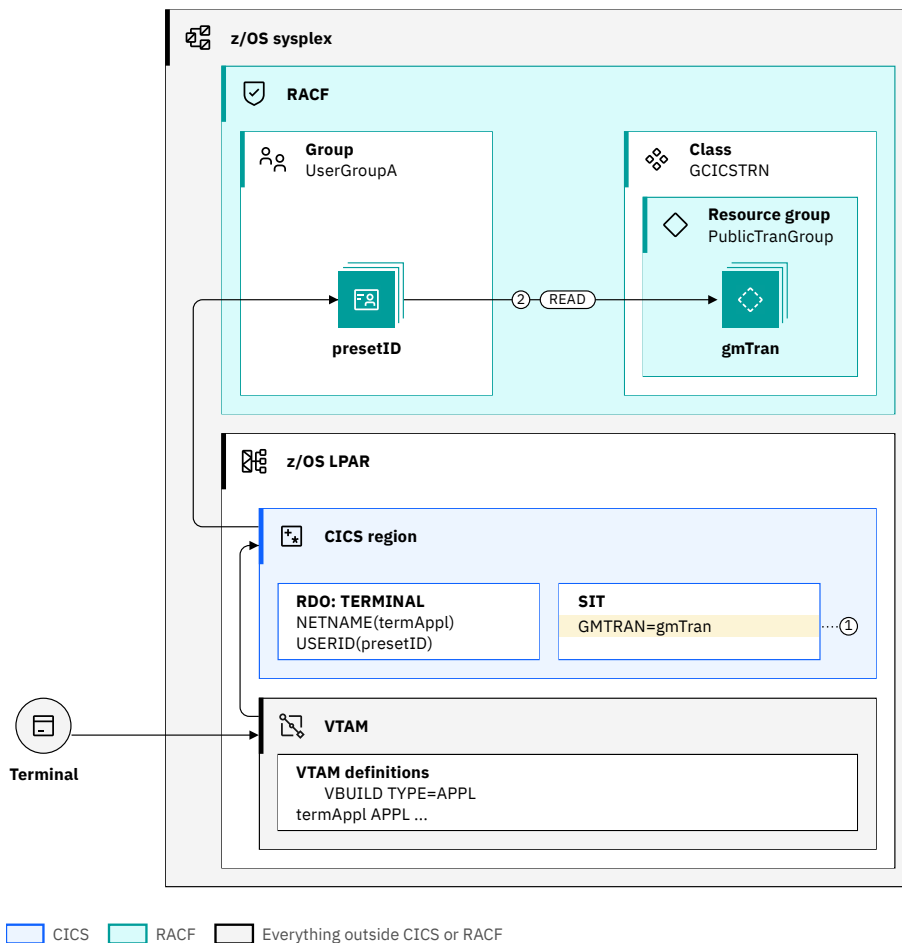 z/OS sysplex
RACF
Group
UserGroupA
Class
GCICSTRN
Resource group
PublicTranGroup
2
READ
presetID
gmTran
z/OS LPAR
CICS region
RDO: TERMINAL
NETNAME(termAppl)
USERID(presetID)
SIT
GMTRAN=gmTran
1
VTAM
Terminal
VTAM definitions
VBUILD TYPE=APPL
termAppl APPL ...
CICS
RACF
Everything outside CICS or RACF